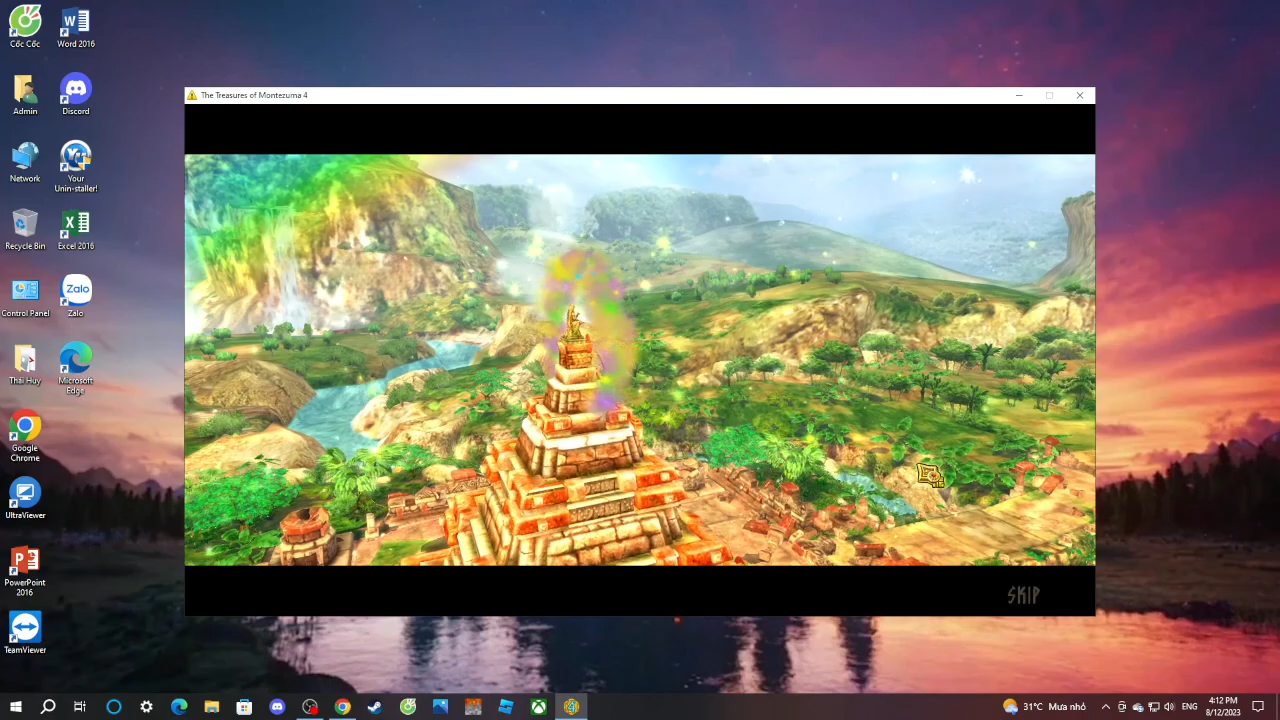 Cốc Cốc
Word 2016
Admin
Discord
Network
Your
Unin-staller!
Recycle Bin
Excel 2016
Control Panel
Zalo
Zalo
Thái Huy
Microsoft
Edge
Google
Chrome
UltraViewer
PowerPoint
2016
TeamViewer
The Treasures of Montezuma 4
SKIP
31°C Mưa nhỏ
ENG
4:12 PM
8/12/2023